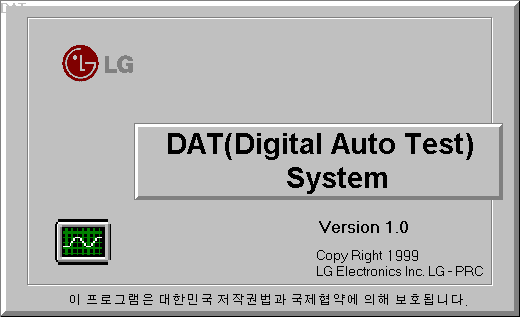 DAT
LG
DAT(Digital Auto Test)
System
Version 1.0
Copy Right 1999
LG Electronics Inc. LG - PRC
이 프로그램은 대한민국 저작권법과 국제협약에 의해 보호됩니다.